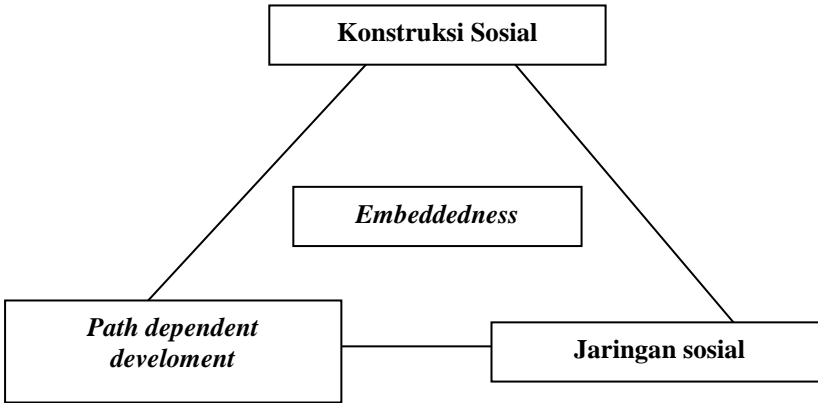 Konstruksi Sosial
Embeddedness
Path dependent
develoment
Jaringan sosial